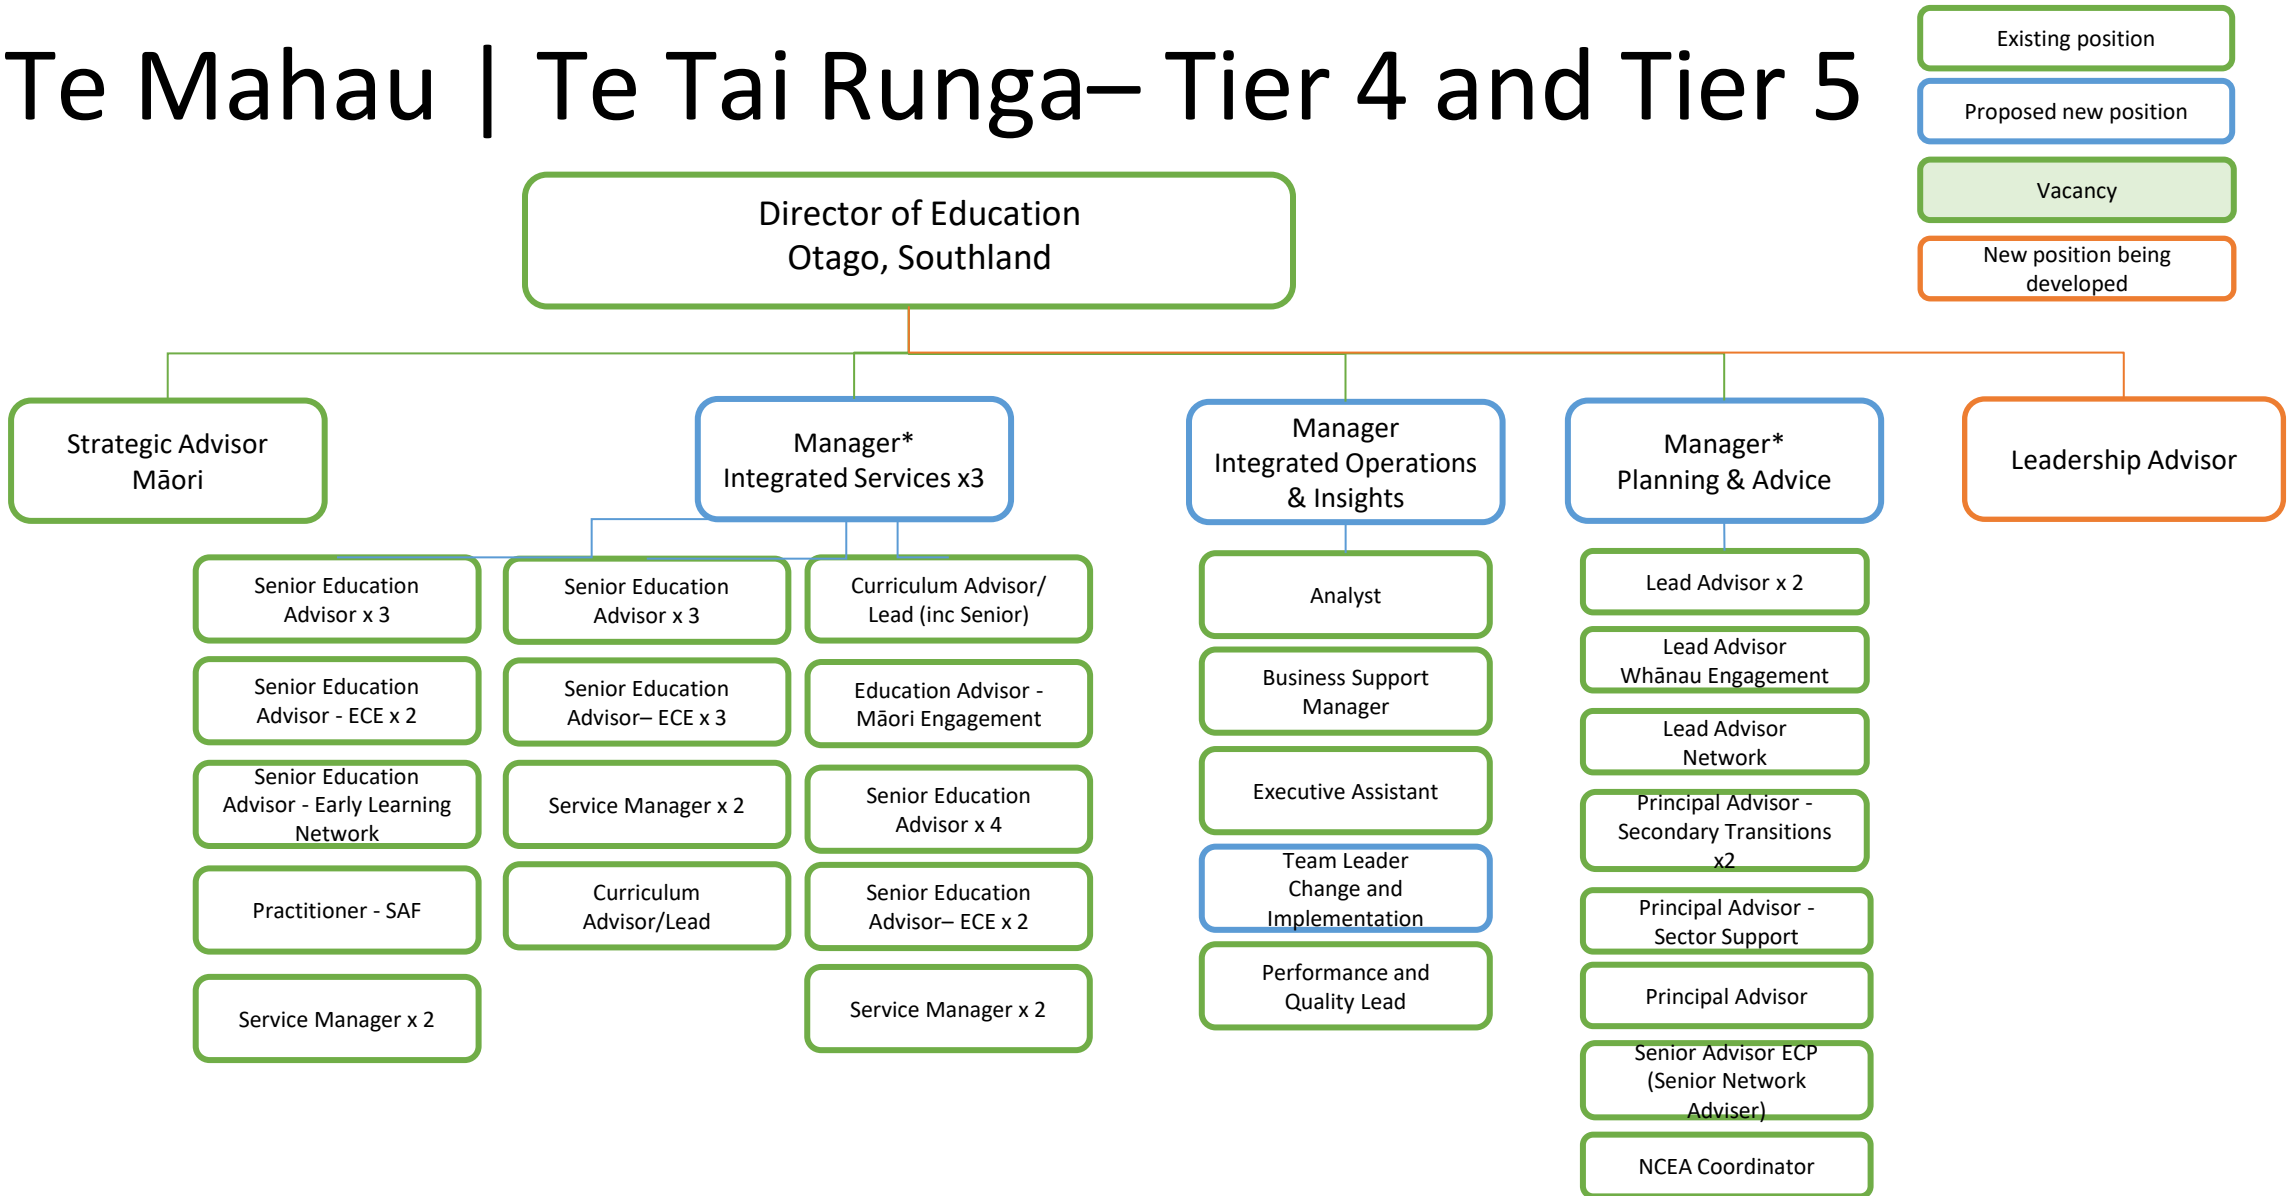 Te Mahau | Te Tai Runga– Tier 4 and Tier 5
Existing position
Proposed new position
Vacancy
New position being
developed
Director of Education
Otago, Southland
Strategic Advisor
Māori
Manager*
Integrated Services x3
Manager
Integrated Operations
& Insights
Manager*
Planning & Advice
Leadership Advisor
Senior Education
Advisor x 3
Senior Education
Advisor - ECE x 2
Senior Education
Advisor - Early Learning
Network
Practitioner - SAF
Service Manager x 2
Senior Education
Advisor x 3
Senior Education
Advisor– ECE x 3
Service Manager x 2
Curriculum
Advisor/Lead
Curriculum Advisor/
Lead (inc Senior)
Education Advisor -
Māori Engagement
Senior Education
Advisor x 4
Senior Education
Advisor– ECE x 2
Service Manager x 2
Analyst
Business Support
Manager
Executive Assistant
Team Leader
Change and
Implementation
Performance and
Quality Lead
Lead Advisor x 2
Lead Advisor
Whānau Engagement
Lead Advisor
Network
Principal Advisor -
Secondary Transitions
x2
Principal Advisor -
Sector Support
Principal Advisor
Senior Advisor ECP
(Senior Network
Adviser)
NCEA Coordinator